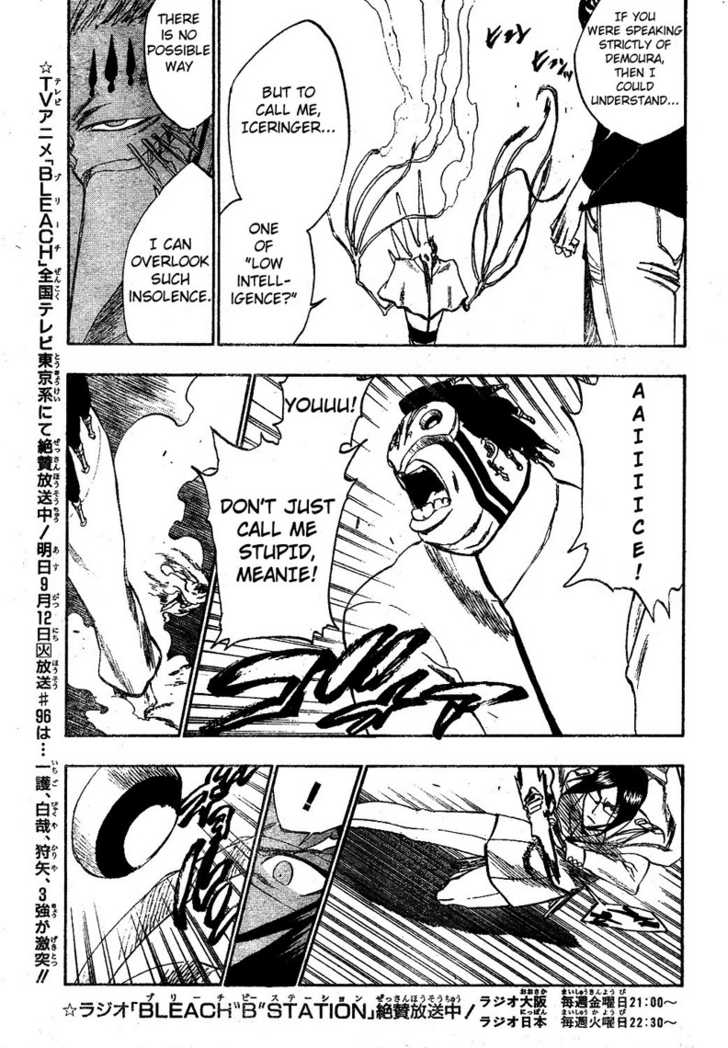 IF YOU
WERE SPEAKING
STRICTLY OF
DEMOURA,
THEN I
COULD
UNDERSTAND...
BUT TO
CALL ME,
ICERINGER...
ONE
OF
"LOW
INTELL-
IGENCE?"
THERE
IS NO
POSSIBLE
WAY
I CAN
OVERLOOK
SUCH
INSOLENCE.
AAIIIICE!
YOUUU!
DON'T JUST
CALL ME
STUPID,
MEANIE!
!
☆TVアニメ「BLEACH」全国テレビ東京系にて絶賛放送中!明日9月12日㊋放送#96は…一護、白哉、狩矢、3強が激突!!
☆ラジオ「BLEACH"B"STATION」絶賛放送中!
ラジオ大阪 毎週金曜日21:00～
ラジオ日本 毎週火曜日22:30～